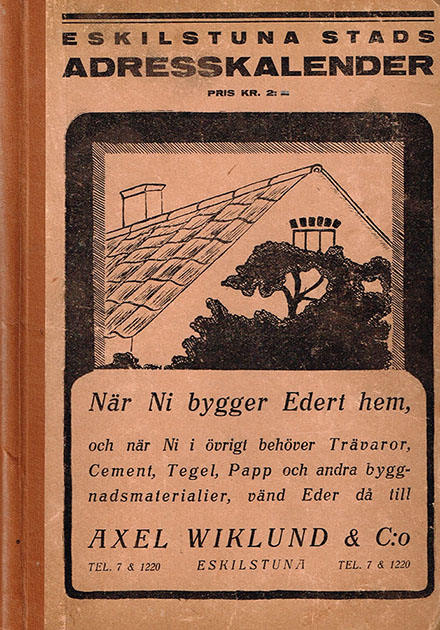 ESKILSTUNA STADS
ADRESSKALENDER
PRIS KR. 2:=
När Ni bygger Edert hem,
och när Ni i övrigt behöver Trävaror,
Cement, Tegel, Papp och andra bygg-
nadsmaterialier, vänd Eder då till
AXEL WIKLUND & C:o
TEL. 7 & 1220 ESKILSTUNA TEL. 7 & 1220